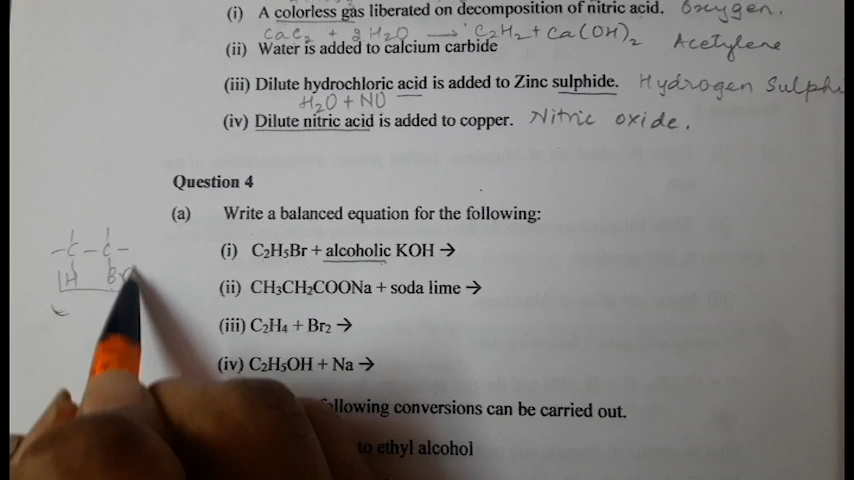 (i) A colorless gas liberated on decomposition of nitric acid. Oxygen.
CaC₂ + 2H₂O → C₂H₂ + Ca(OH)₂
(ii) Water is added to calcium carbide Acetylene
(iii) Dilute hydrochloric acid is added to Zinc sulphide. Hydrogen Sulphi
H₂O + NO
(iv) Dilute nitric acid is added to copper. Nitric oxide.
Question 4
(a) Write a balanced equation for the following:
(i) C₂H₅Br + alcoholic KOH →
(ii) CH₃CH₂COONa + soda lime →
(iii) C₂H₄ + Br₂ →
(iv) C₂H₅OH + Na →
-C-C-
H Br
following conversions can be carried out.
to ethyl alcohol